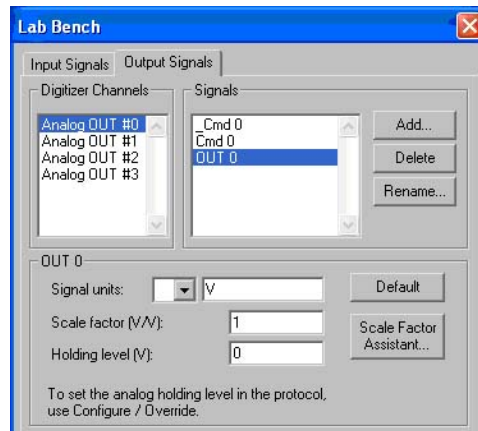 Lab Bench
Input Signals Output Signals
Digitizer Channels
Analog OUT #0
Analog OUT #1
Analog OUT #2
Analog OUT #3
Signals
_Cmd 0
Cmd 0
OUT 0
Add...
Delete
Rename...
OUT 0
Signal units: V
Default
Scale factor (V/V): 1
Holding level (V): 0
Scale Factor
Assistant...
To set the analog holding level in the protocol,
use Configure / Override.